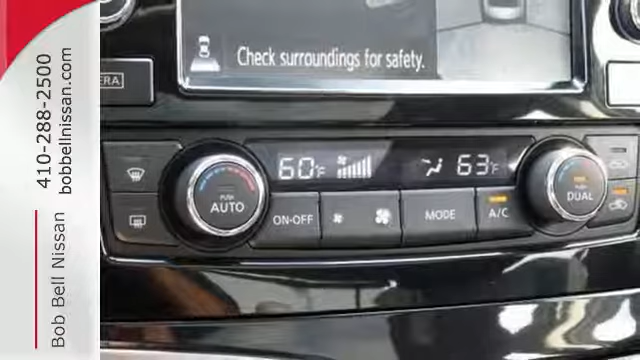 410-288-2500
bobbellnissan.com
Bob Bell Nissan
Check surroundings for safety.
ERA
60°F
63°F
PUSH
AUTO
ON-OFF
MODE
A/C
PUSH
DUAL